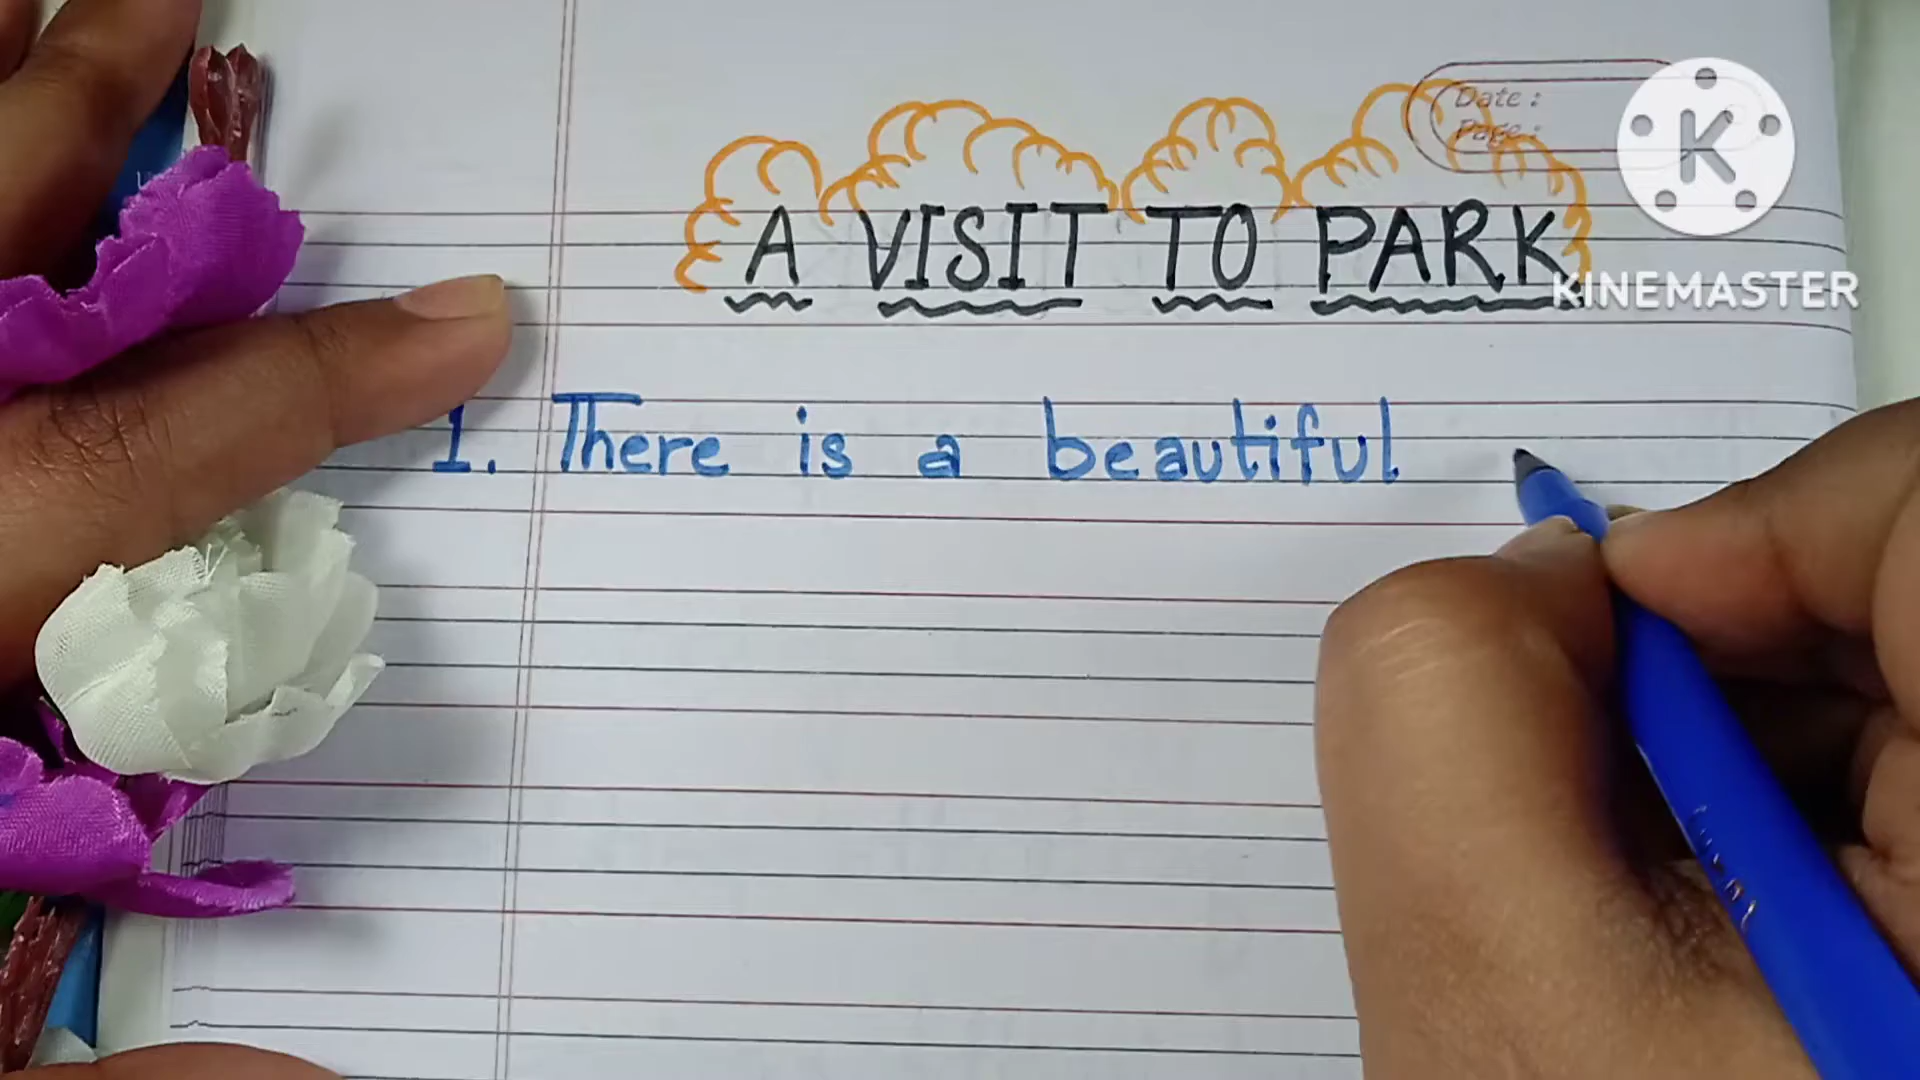 Date :
Page :
K
KINEMASTER
A VISIT TO PARK
1. There is a beautiful